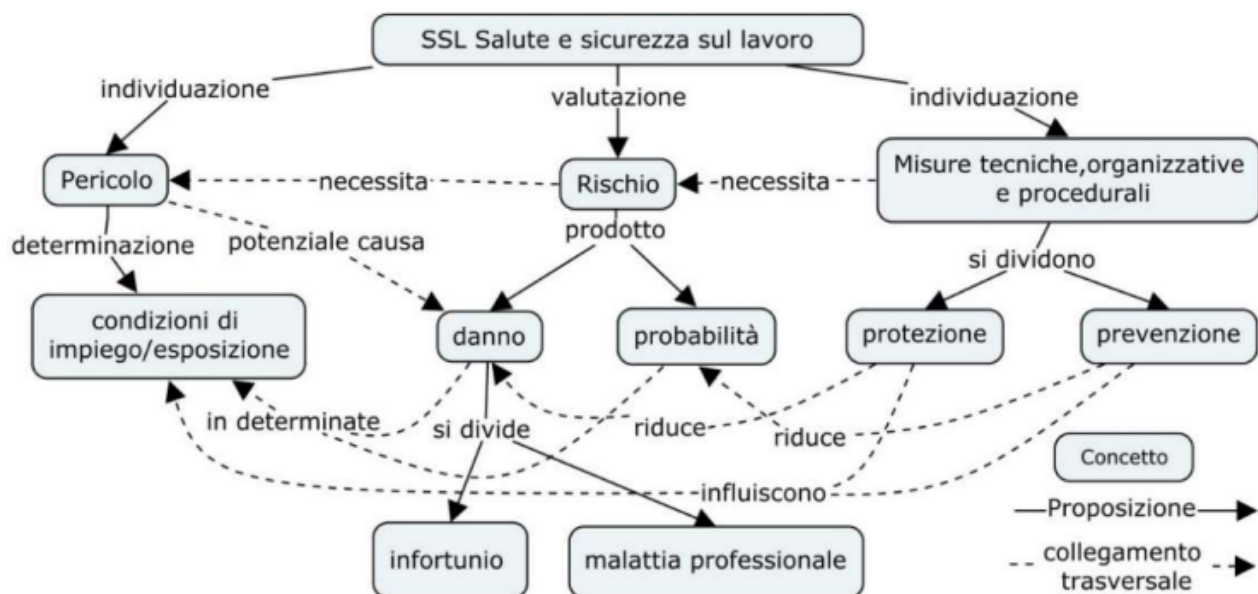 SSL Salute e sicurezza sul lavoro
individuazione
valutazione
individuazione
Pericolo
necessita
Rischio
necessita
Misure tecniche,organizzative
e procedurali
determinazione
potenziale causa
prodotto
si dividono
condizioni di
impiego/esposizione
danno
probabilità
protezione
prevenzione
in determinate
si divide
riduce
riduce
Concetto
influiscono
Proposizione
infortunio
malattia professionale
collegamento
trasversale